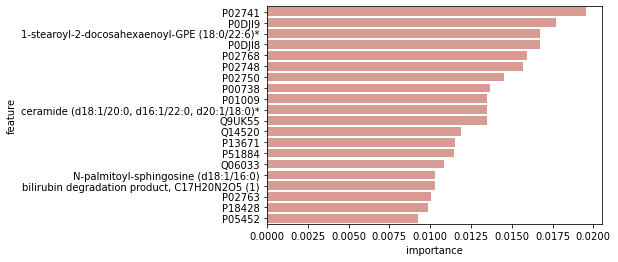 P02741
P0DJI9
1-stearoyl-2-docosahexaenoyl-GPE (18:0/22:6)*
P0DJI8
P02768
P02748
P02750
P00738
P01009
ceramide (d18:1/20:0, d16:1/22:0, d20:1/18:0)*
Q9UK55
Q14520
P13671
P51884
Q06033
N-palmitoyl-sphingosine (d18:1/16:0)
bilirubin degradation product, C17H20N2O5 (1)
P02763
P18428
P05452
feature
0.0000 0.0025 0.0050 0.0075 0.0100 0.0125 0.0150 0.0175 0.0200
importance